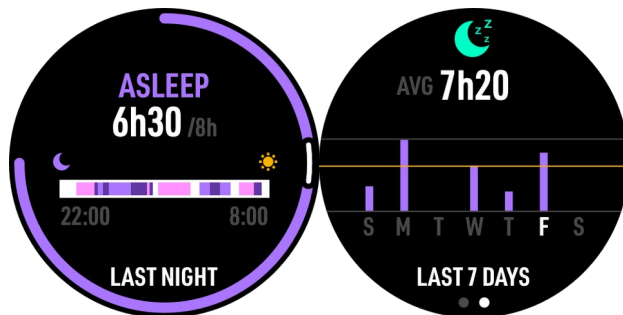 ASLEEP
6h30 /8h
22:00 8:00
LAST NIGHT
z z z
AVG 7h20
S M T W T F S
LAST 7 DAYS